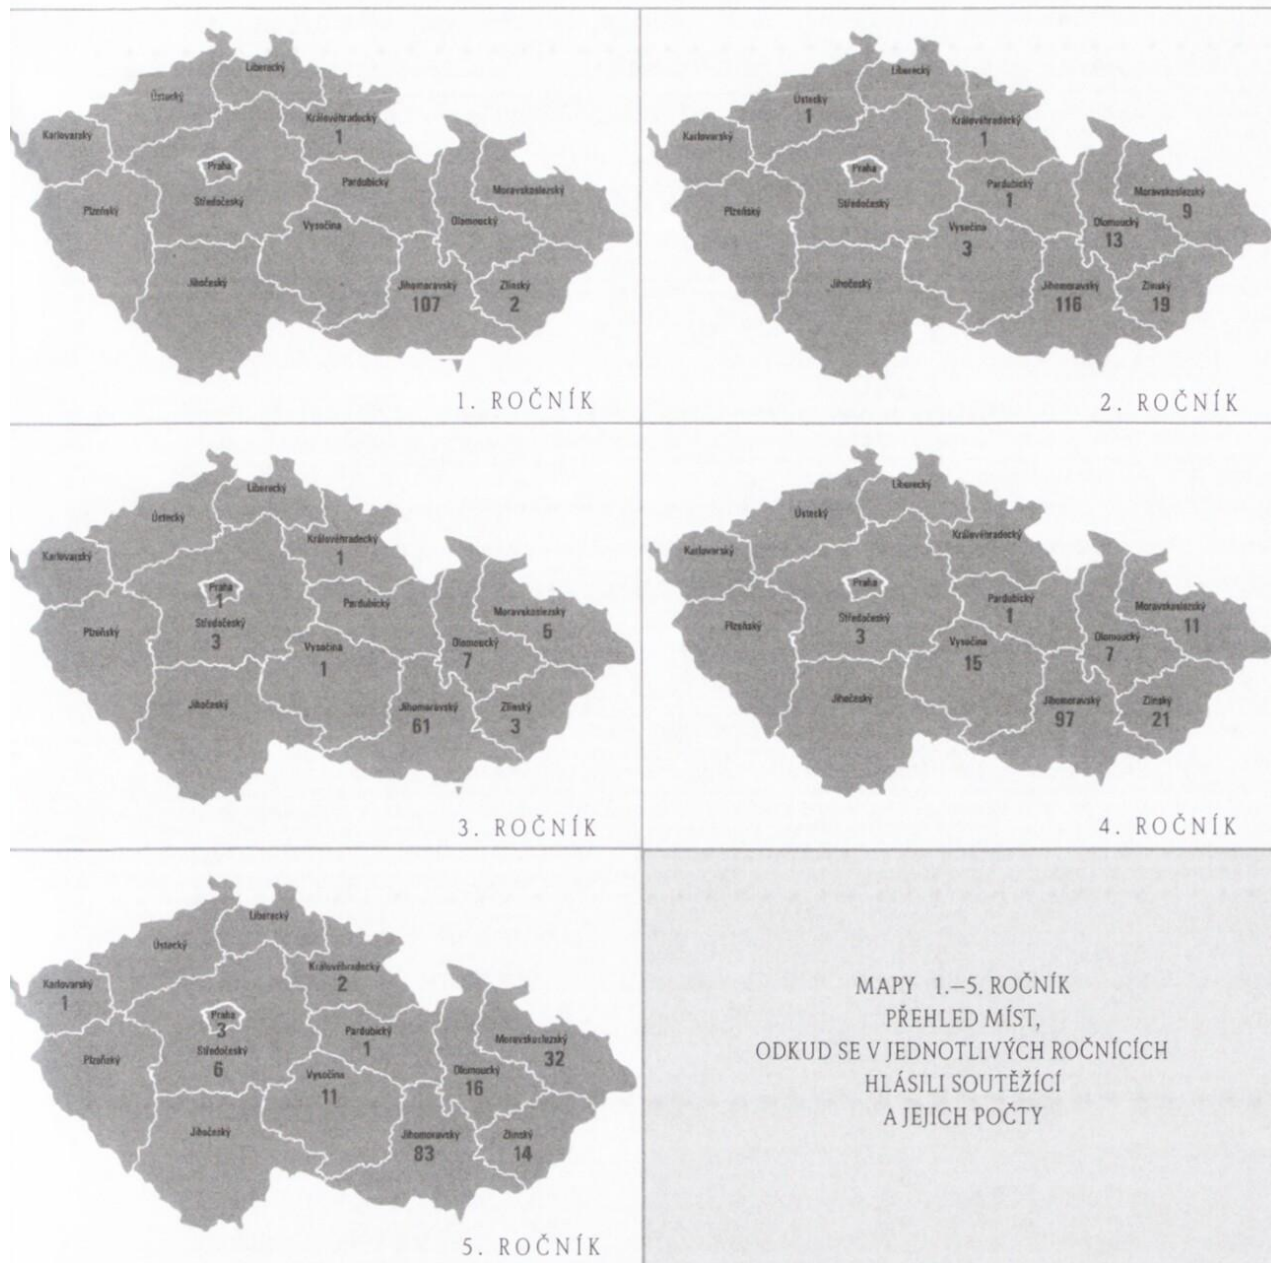 Liberecký
Ústecký
Karlovarský
Královéhradecký
1
Praha
Pardubický
Moravskoslezský
Plzeňský
Středočeský
Vysočina
Olomoucký
Jihočeský
Jihomoravský
107
Zlínský
2
1. ROČNÍK
Liberecký
Ústecký
1
Karlovarský
Královéhradecký
1
Praha
Pardubický
1
Moravskoslezský
9
Plzeňský
Středočeský
Vysočina
3
Olomoucký
13
Jihočeský
Jihomoravský
116
Zlínský
19
2. ROČNÍK
Liberecký
Ústecký
Karlovarský
Královéhradecký
1
Praha
1
Pardubický
Moravskoslezský
Plzeňský
Středočeský
3
Vysočina
1
Olomoucký
7
Jihočeský
Jihomoravský
61
Zlínský
3
3. ROČNÍK
Liberecký
Ústecký
Karlovarský
Královéhradecký
Praha
Pardubický
1
Moravskoslezský
11
Plzeňský
Středočeský
3
Vysočina
15
Olomoucký
7
Jihočeský
Jihomoravský
97
Zlínský
21
4. ROČNÍK
Liberecký
Ústecký
Karlovarský
1
Královéhradecký
2
Praha
3
Pardubický
1
Moravskoslezský
32
Plzeňský
Středočeský
6
Vysočina
11
Olomoucký
16
Jihočeský
Jihomoravský
83
Zlínský
14
5. ROČNÍK
MAPY 1.–5. ROČNÍK
PŘEHLED MÍST,
ODKUD SE V JEDNOTLIVÝCH ROČNÍCÍCH
HLÁSILI SOUTĚŽÍCÍ
A JEJICH POČTY